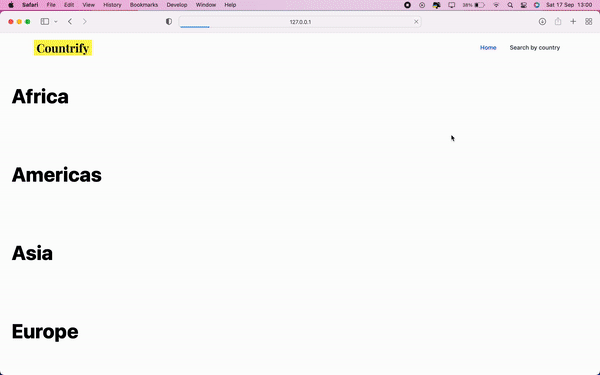 Safari File Edit View History Bookmarks Develop Window Help 38% Sat 17 Sep 13:00
127.0.0.1
Countrify Home Search by country
Africa
Americas
Asia
Europe